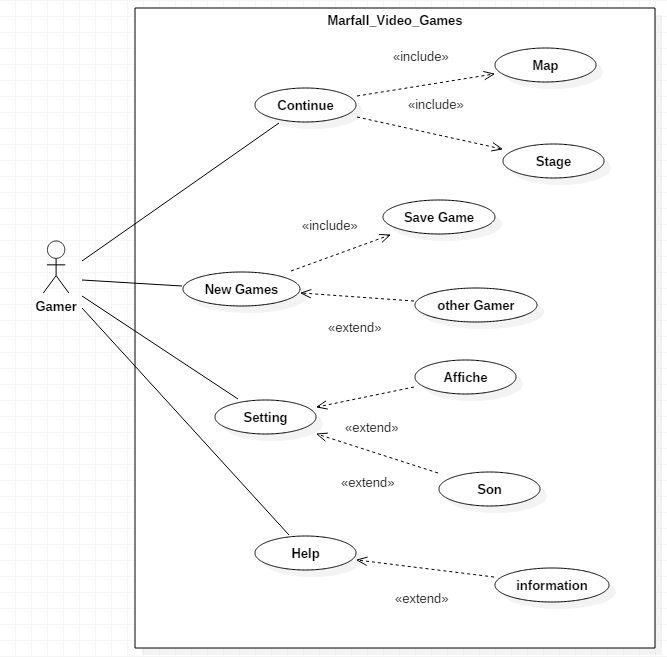 Marfall_Video_Games
«include»
Map
Continue
«include»
Stage
Save Game
«include»
Gamer
New Games
other Gamer
«extend»
Affiche
Setting
«extend»
«extend»
Son
Help
information
«extend»